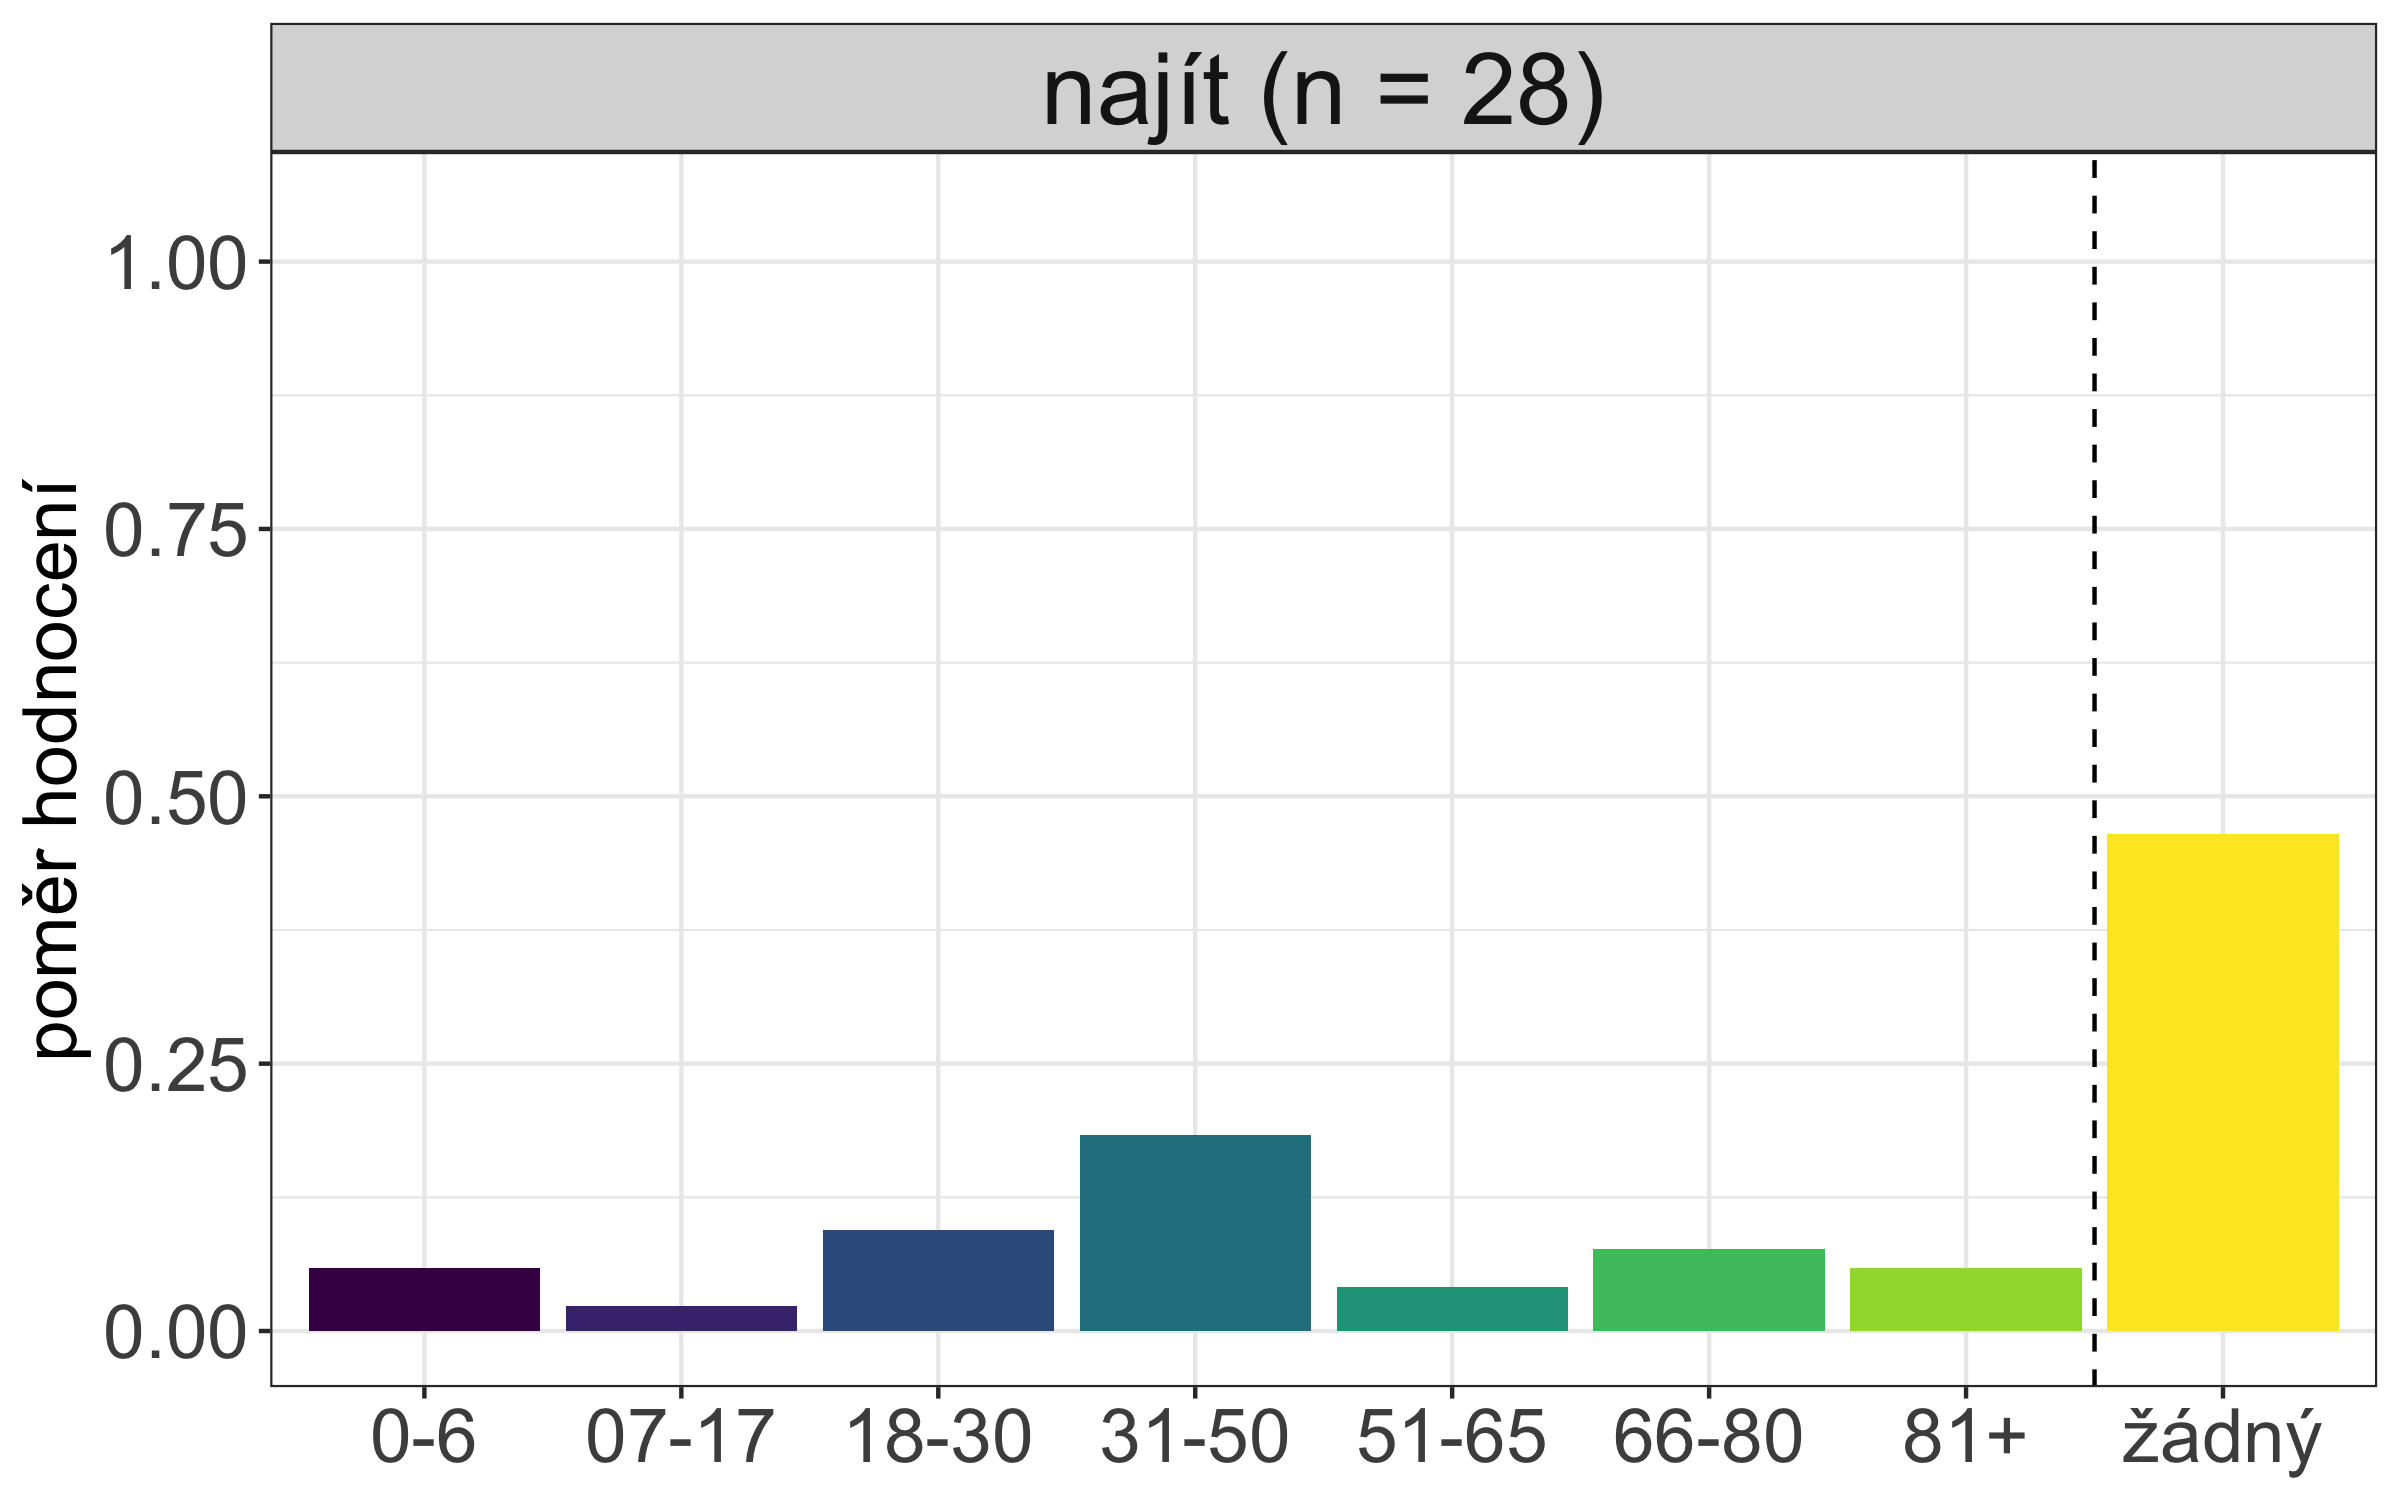 najít (n = 28)
poměr hodnocení
1.00
0.75
0.50
0.25
0.00
0-6 07-17 18-30 31-50 51-65 66-80 81+ žádný